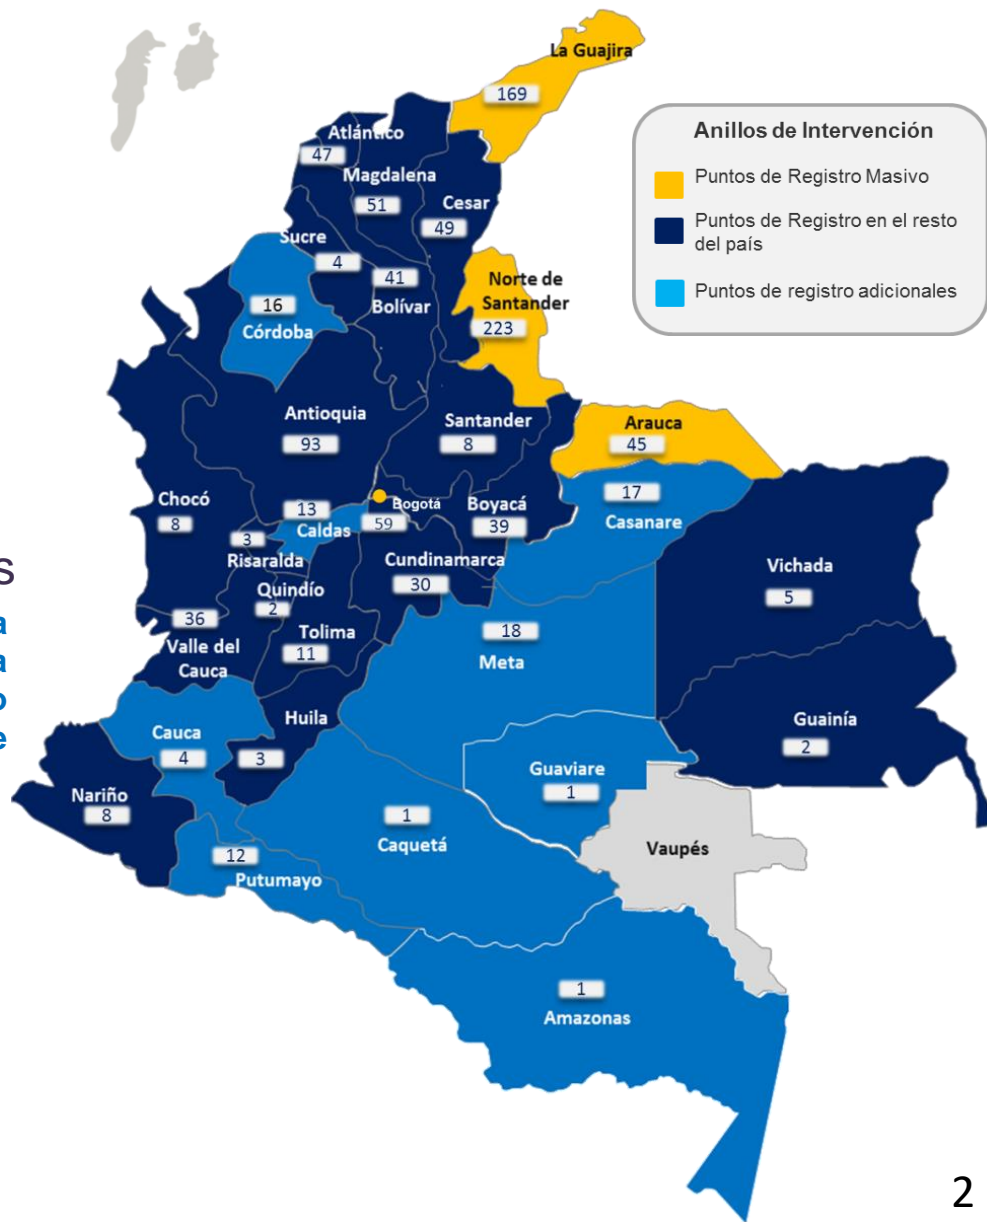 La Guajira
169
Anillos de Intervención
Puntos de Registro Masivo
Puntos de Registro en el resto
del país
Puntos de registro adicionales
Atlántico
47
Magdalena
51
Cesar
49
Sucre
4
41
Bolívar
Norte de
Santander
223
16
Córdoba
Antioquia
93
Santander
8
Arauca
45
17
Casanare
Chocó
8
13
Caldas
Bogotá
59
Boyacá
39
3
Risaralda
Cundinamarca
30
Vichada
5
Quindío
2
36
Valle del
Cauca
Tolima
11
18
Meta
s
a
a
o
e
Cauca
4
Huila
3
Guainía
2
Guaviare
1
Nariño
8
1
Caquetá
Vaupés
12
Putumayo
1
Amazonas
2